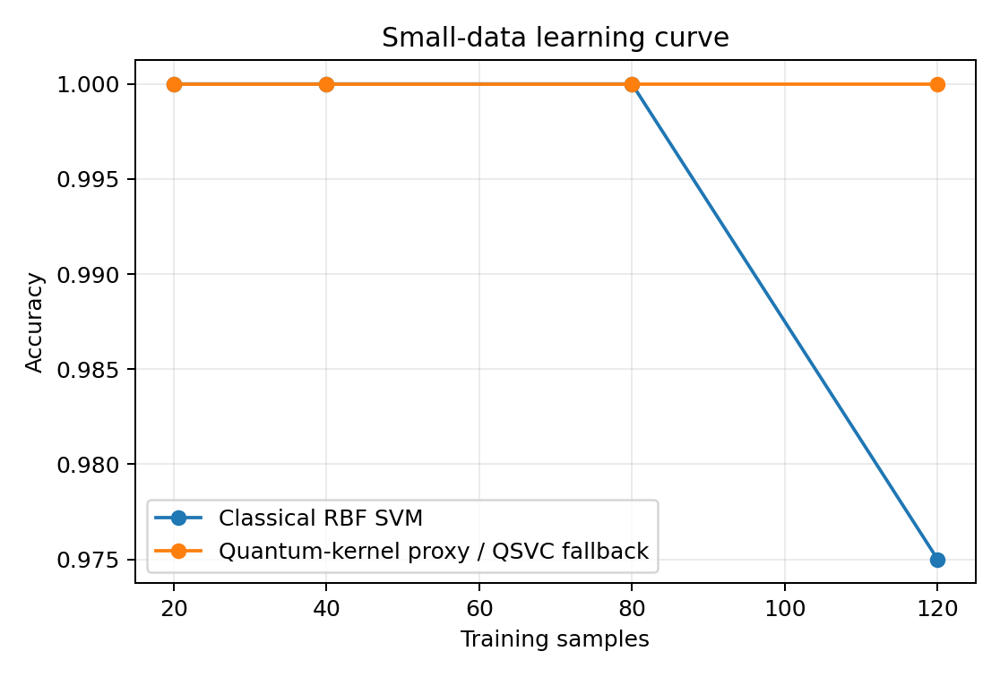 Small-data learning curve
1.000
0.995
0.990
0.985
0.980
0.975
Accuracy
Classical RBF SVM
Quantum-kernel proxy / QSVC fallback
20 40 60 80 100 120
Training samples